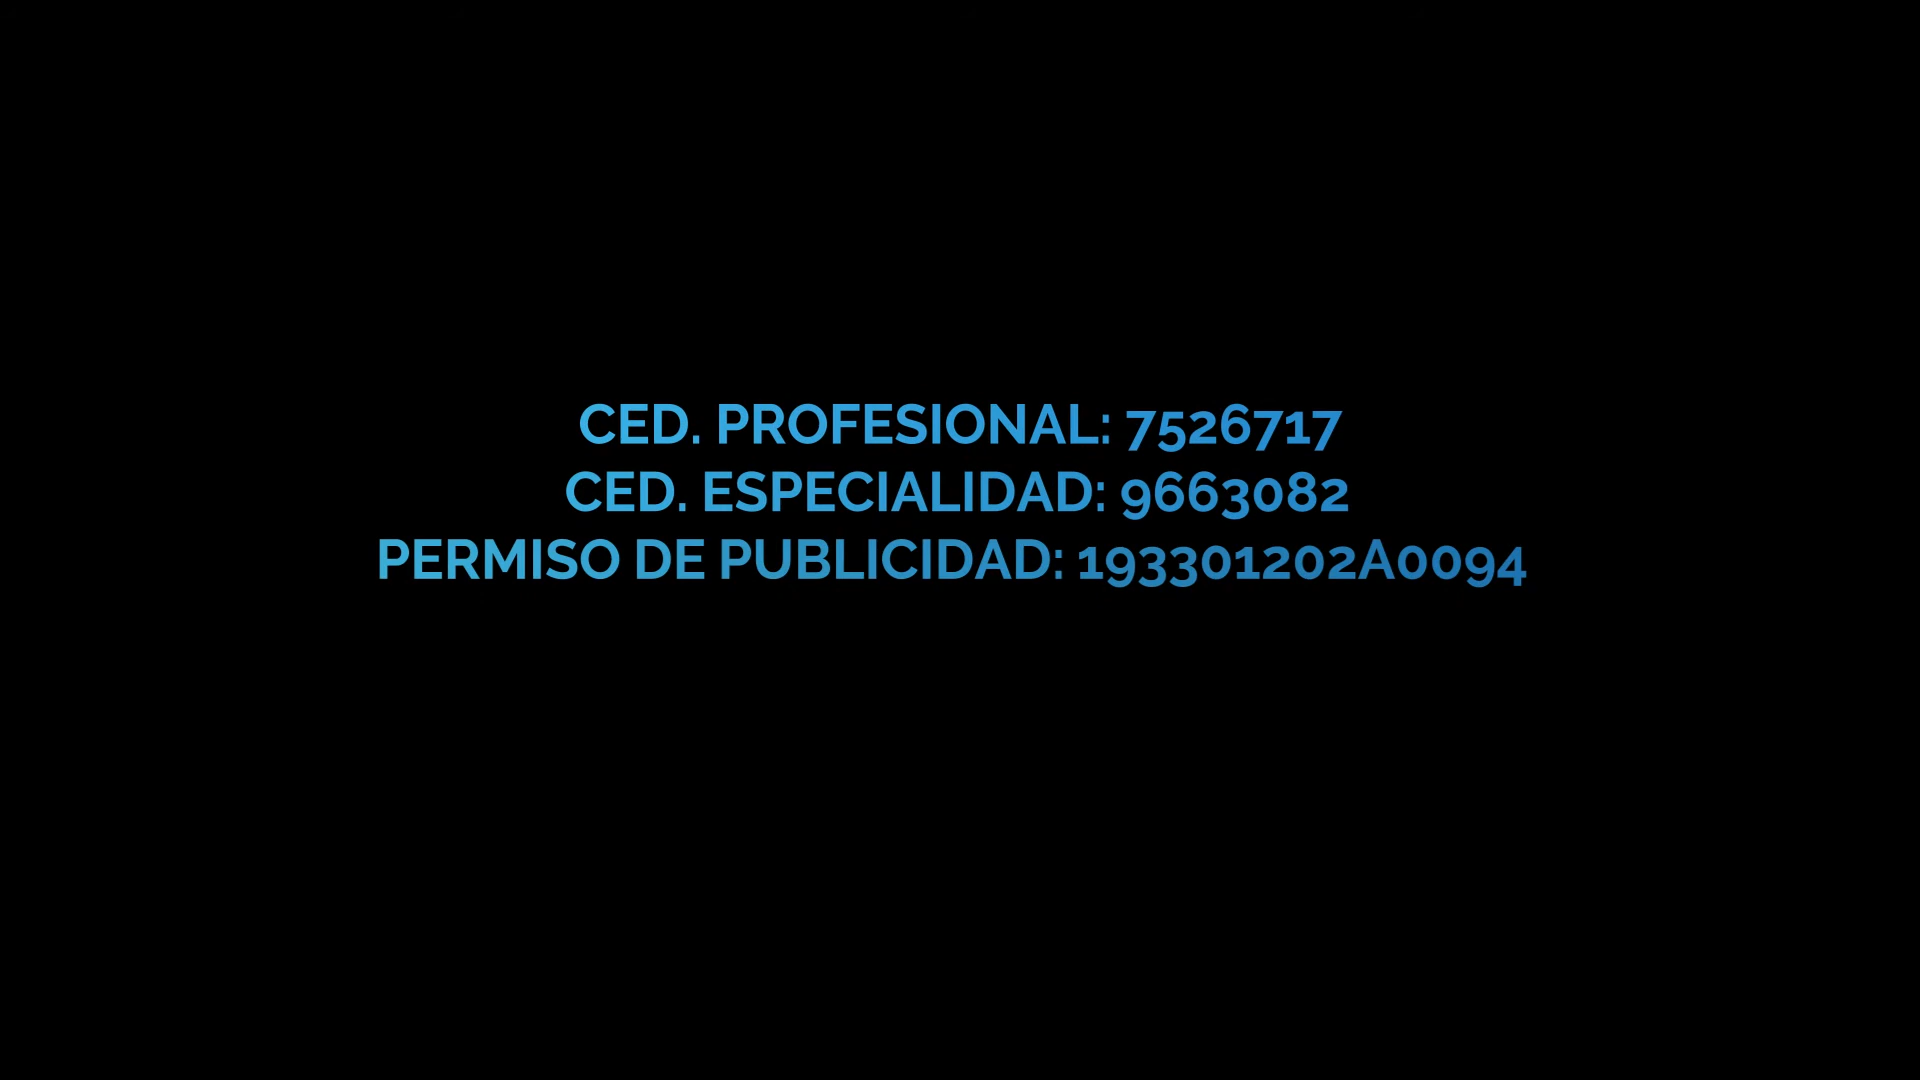 CED. PROFESIONAL: 7526717
CED. ESPECIALIDAD: 9663082
PERMISO DE PUBLICIDAD: 193301202A0094